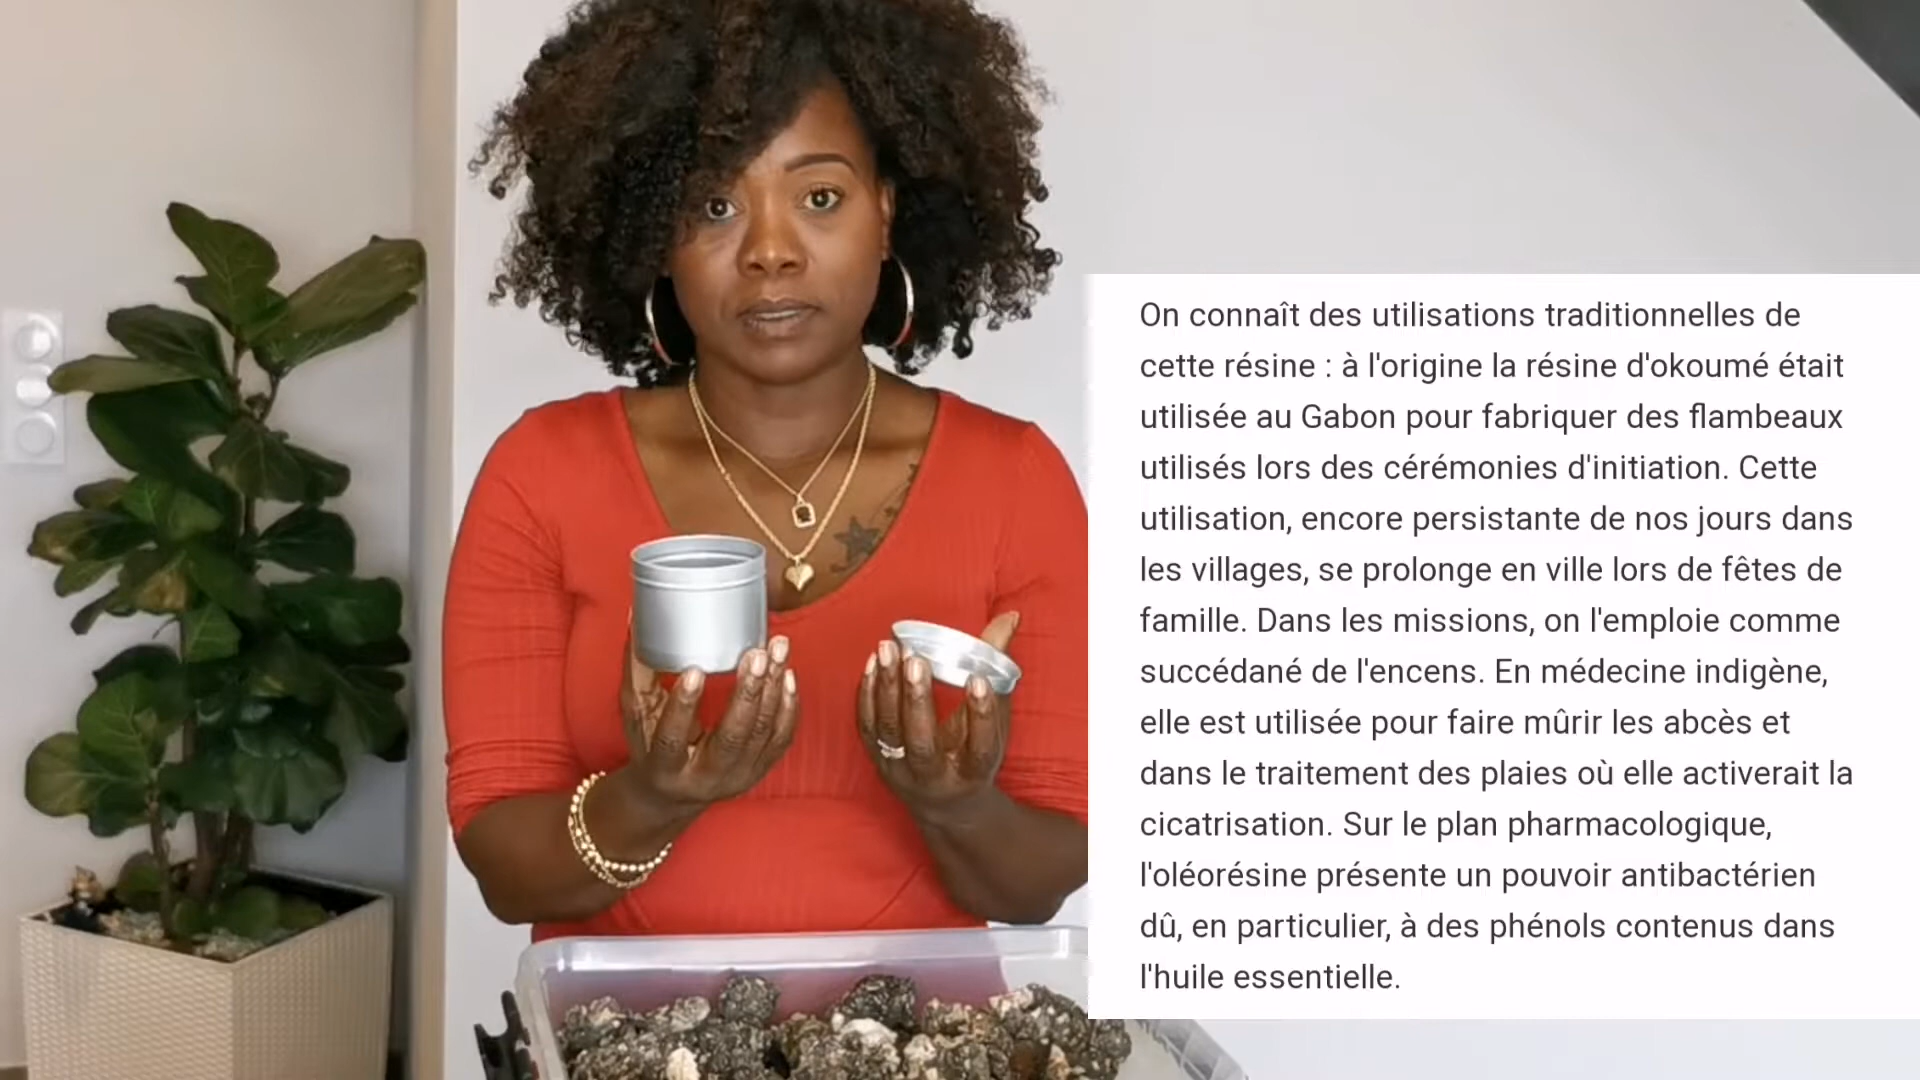 On connaît des utilisations traditionnelles de
cette résine : à l'origine la résine d'okoumé était
utilisée au Gabon pour fabriquer des flambeaux
utilisés lors des cérémonies d'initiation. Cette
utilisation, encore persistante de nos jours dans
les villages, se prolonge en ville lors de fêtes de
famille. Dans les missions, on l'emploie comme
succédané de l'encens. En médecine indigène,
elle est utilisée pour faire mûrir les abcès et
dans le traitement des plaies où elle activerait la
cicatrisation. Sur le plan pharmacologique,
l'oléorésine présente un pouvoir antibactérien
dû, en particulier, à des phénols contenus dans
l'huile essentielle.